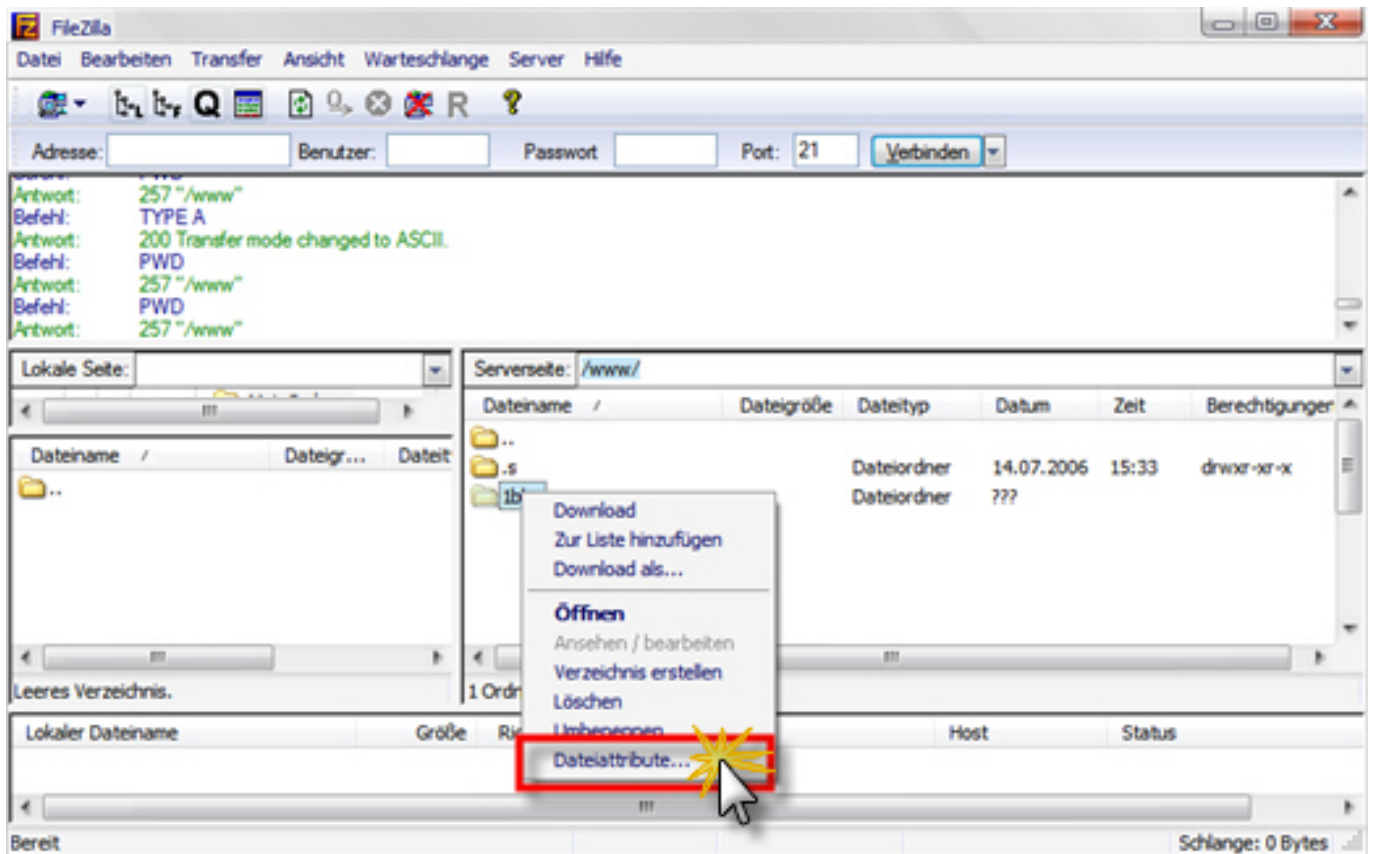 FileZilla
Datei Bearbeiten Transfer Ansicht Warteschlange Server Hilfe
Adresse: Benutzer: Passwort Port: 21 Verbinden
Antwort: 257 "/www"
Befehl: TYPE A
Antwort: 200 Transfer mode changed to ASCII.
Befehl: PWD
Antwort: 257 "/www"
Befehl: PWD
Antwort: 257 "/www"
Lokale Seite:
Serverseite: /www/
Dateiname Dateigr... Dateit
..
Leeres Verzeichnis.
Dateiname Dateigröße Dateityp Datum Zeit Berechtigungen
..
.s Dateiordner 14.07.2006 15:33 drwxr-xr-x
Dateiordner ???
Download
Zur Liste hinzufügen
Download als...
Öffnen
Ansehen / bearbeiten
Verzeichnis erstellen
Löschen
Umbenennen
Dateiattribute...
Lokaler Dateiname Größe Host Status
Bereit Schlange: 0 Bytes